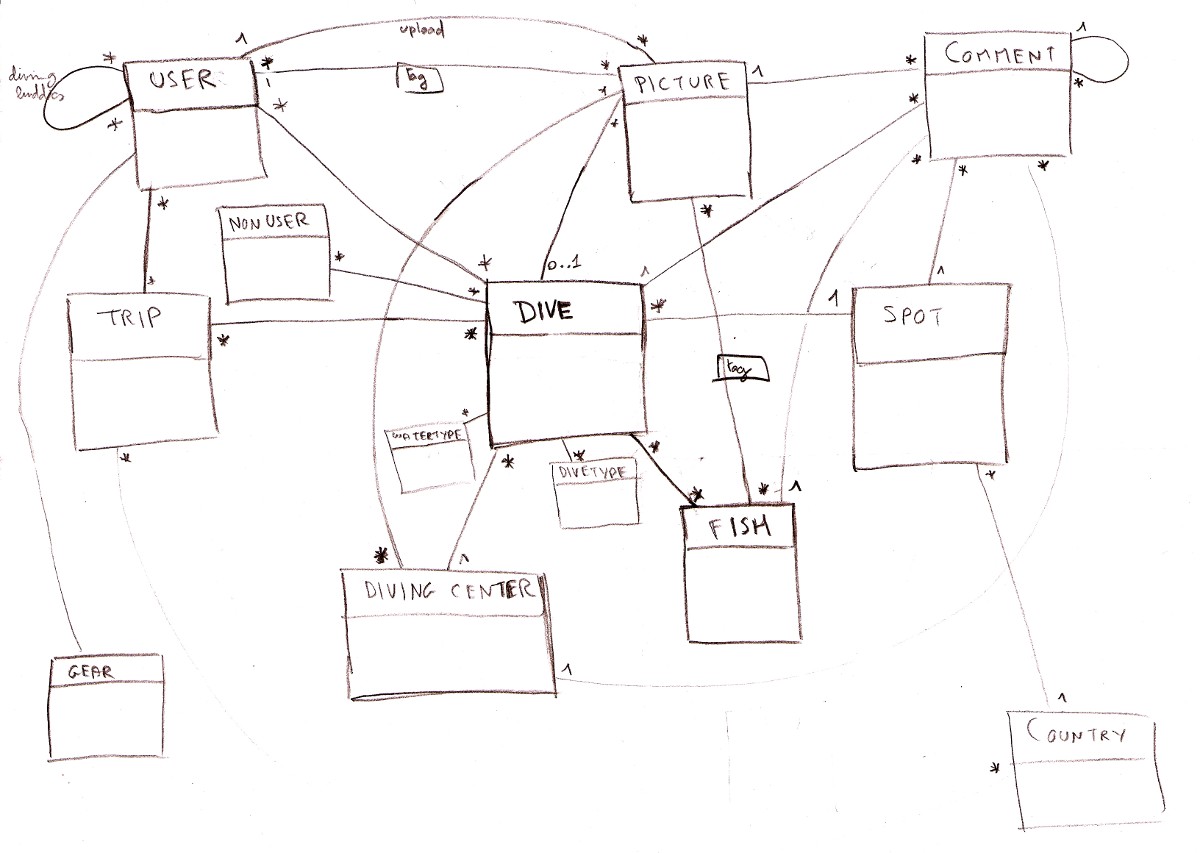 1
upload
*
1
*
USER
*
Tag
*
PICTURE
1
*
COMMENT
*
diving
buddies
*
*
*
*
*
*
*
*
*
*
*
NON USER
*
*
*
*
0..1
1
1
TRIP
*
*
DIVE
*
1
SPOT
*
tag
*
WATERTYPE
*
*
*
*
DIVETYPE
*
*
*
1
FISH
*
1
DIVING CENTER
GEAR
1
1
COUNTRY
*